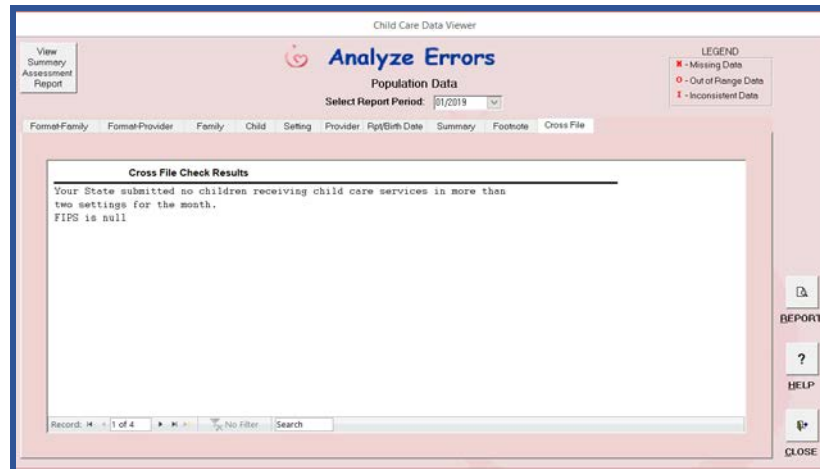 Child Care Data Viewer
View
Summary
Assessment
Report
Analyze Errors
Population Data
Select Report Period: 01/2019
LEGEND
M - Missing Data
O - Out of Range Data
I - Inconsistent Data
Format-Family Format-Provider Family Child Setting Provider Rpt/Birth Date Summary Footnote Cross File
Cross File Check Results
Your State submitted no children receiving child care services in more than
two settings for the month.
FIPS is null
REPORT
?
HELP
CLOSE
Record: 1 of 4 No Filter Search